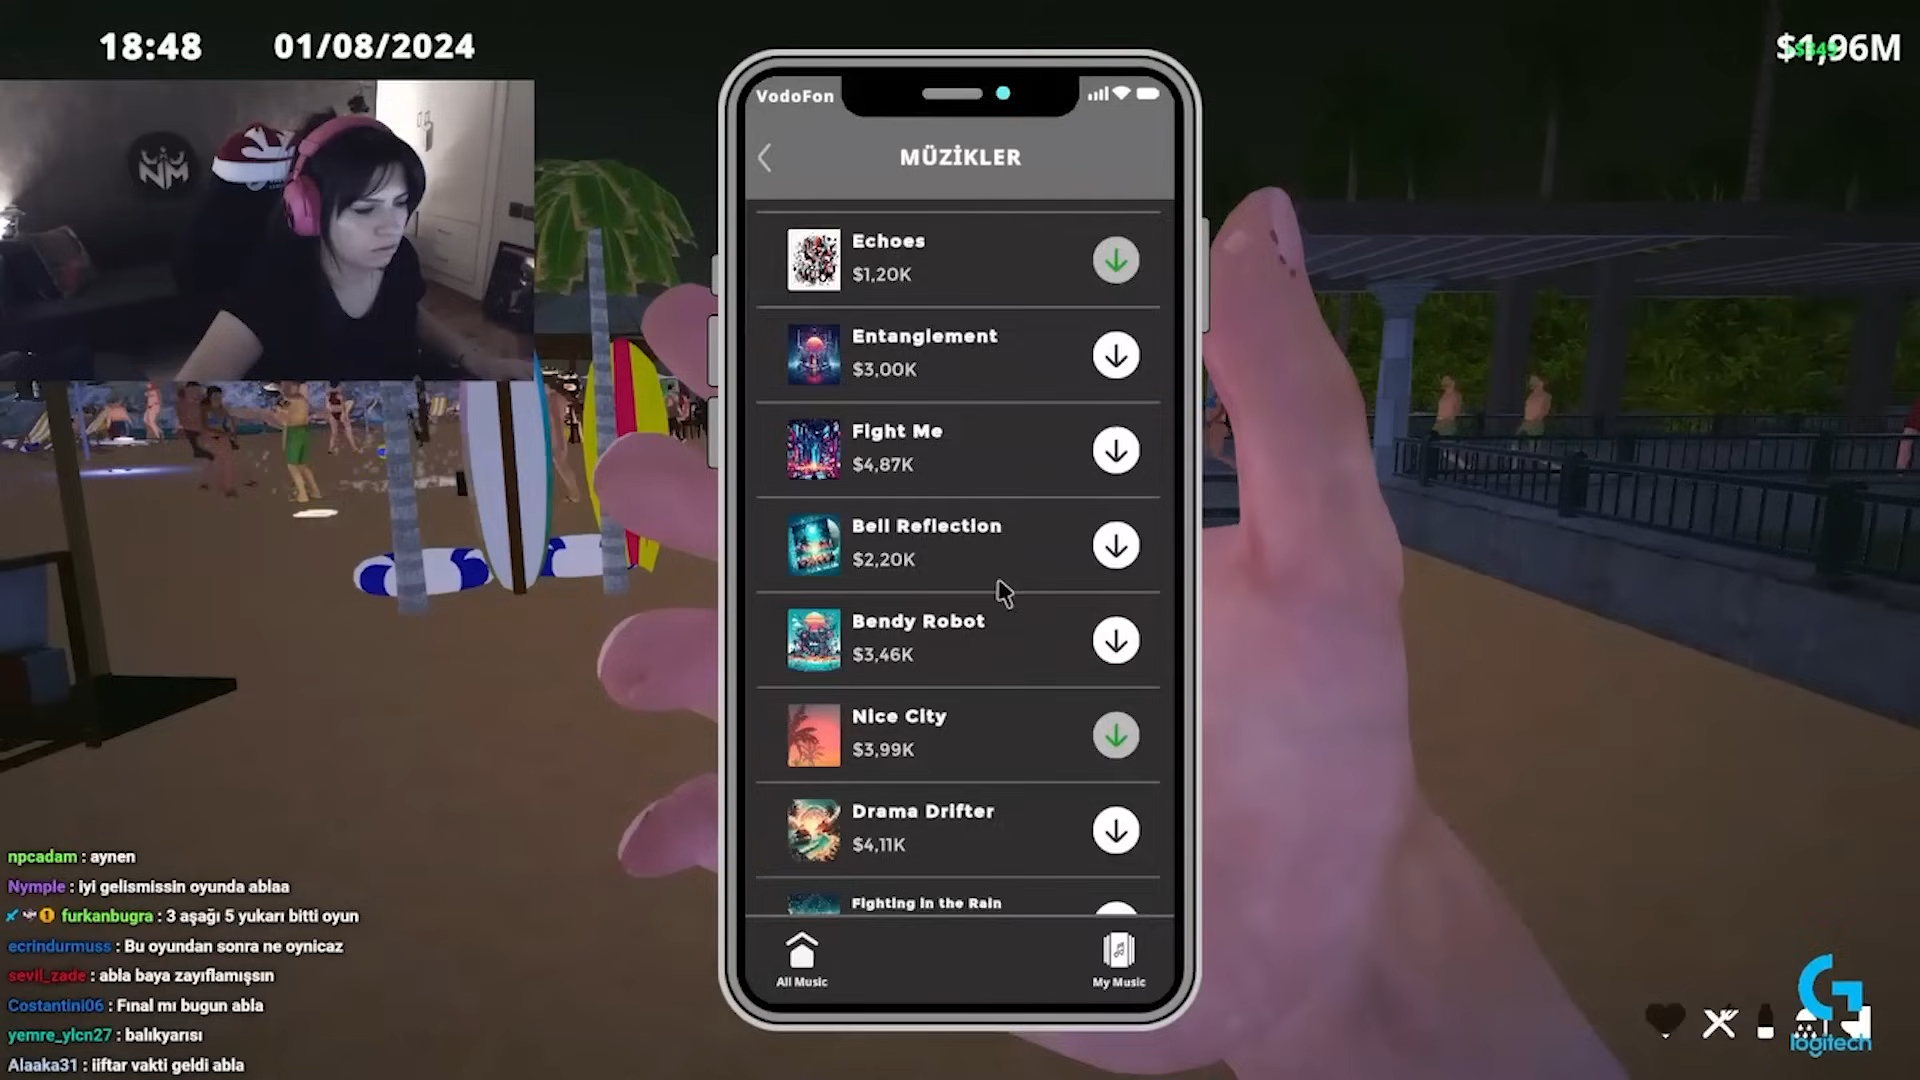 18:48 01/08/2024
$1,96M
VodoFon
MÜZİKLER
Echoes
$1,20K
Entanglement
$3,00K
Fight Me
$4,87K
Bell Reflection
$2,20K
Bendy Robot
$3,46K
Nice City
$3,99K
Drama Drifter
$4,11K
Fighting in the Rain
All Music
My Music
npcadam : aynen
Nymple : iyi gelismissin oyunda ablaa
furkanbugra : 3 aşağı 5 yukarı bitti oyun
ecrindurmuss : Bu oyundan sonra ne oynicaz
sevil_zade : abla baya zayıflamışsın
Costantini06 : Fınal mı bugun abla
yemre_ylcn27 : balıkyarısı
Alaaka31 : iiftar vakti geldi abla
logitech